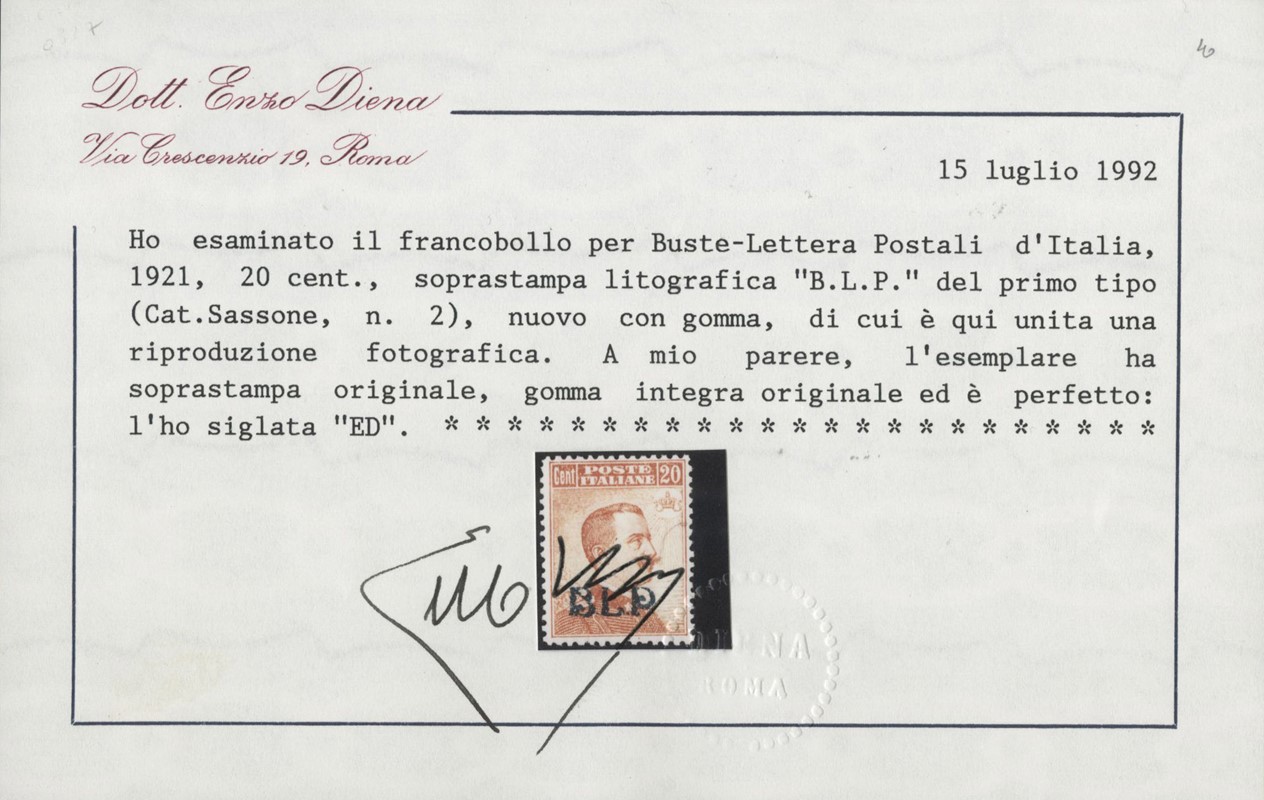 Dott. Enzo Diena
Via Crescenzio 19, Roma
15 luglio 1992
Ho esaminato il francobollo per Buste-Lettera Postali d'Italia,
1921, 20 cent., soprastampa litografica "B.L.P." del primo tipo
(Cat.Sassone, n. 2), nuovo con gomma, di cui è qui unita una
riproduzione fotografica. A mio parere, l'esemplare ha
soprastampa originale, gomma integra originale ed è perfetto:
l'ho siglata "ED". * * * * * * * * * * * * * * * * * * * * * * *
Cent POSTE ITALIANE 20
BLP
DIENA
ROMA